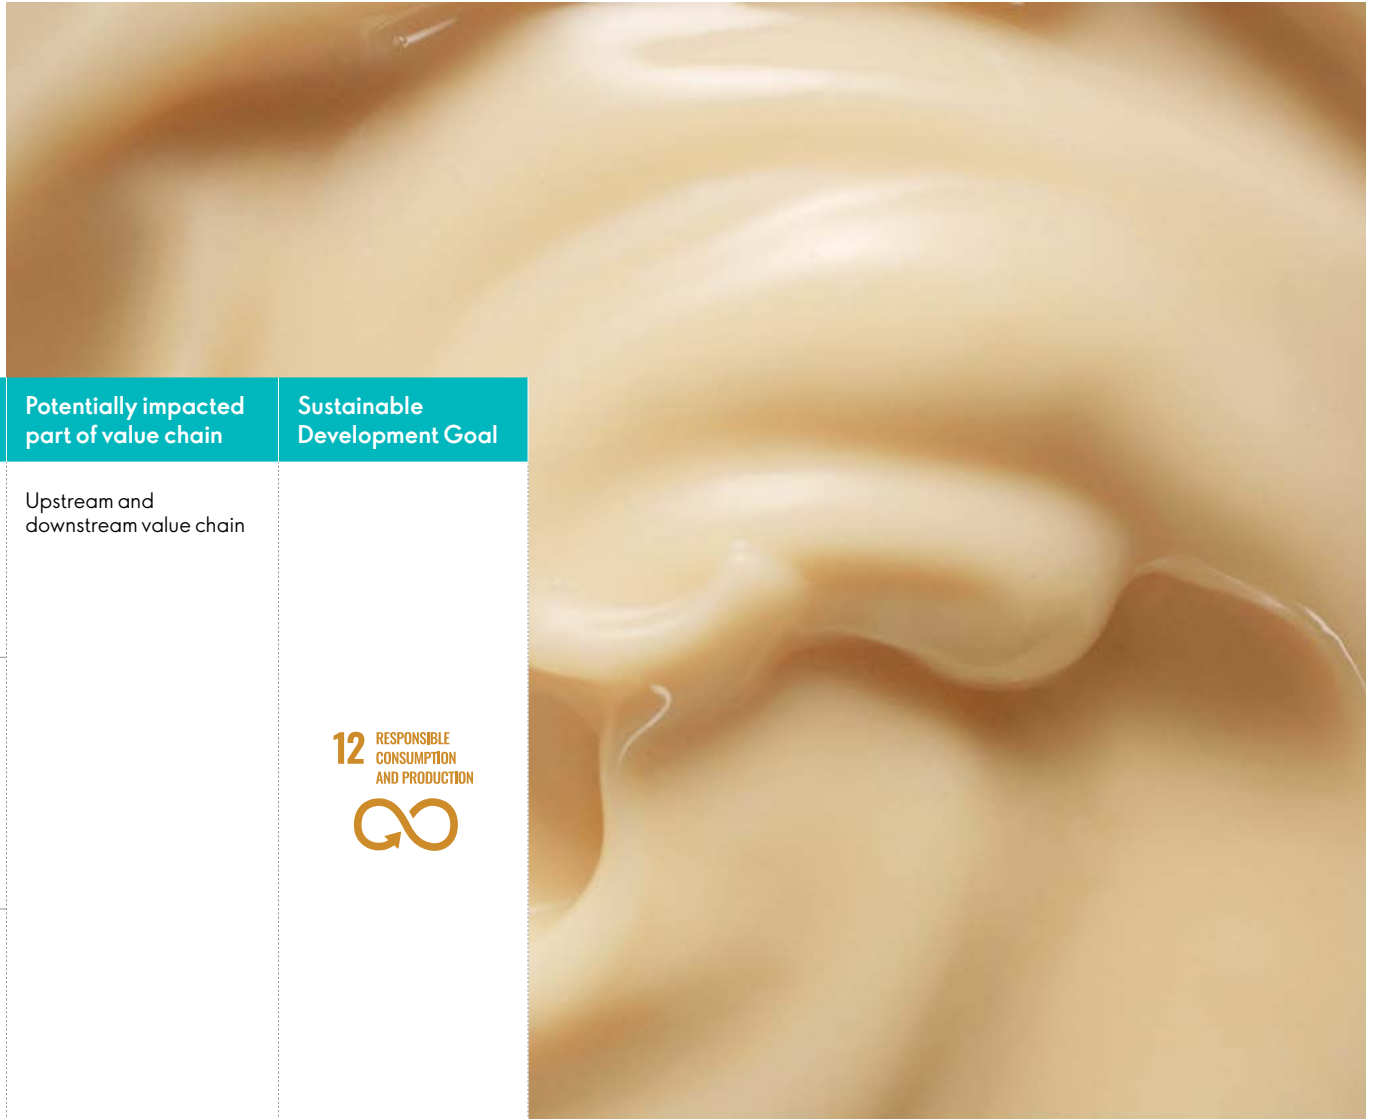 Potentially impacted
part of value chain
Sustainable
Development Goal
Upstream and
downstream value chain
12 RESPONSIBLE
CONSUMPTION
AND PRODUCTION